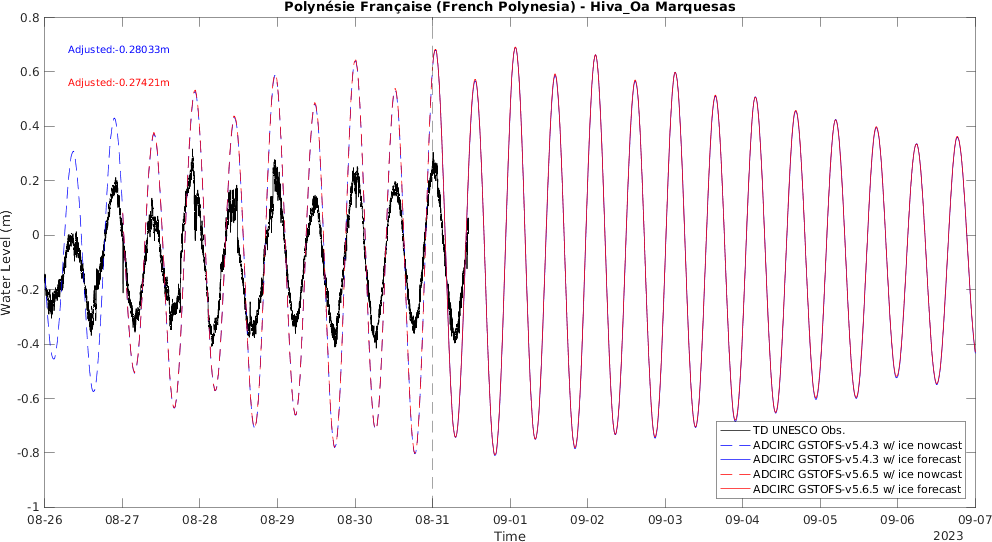 Polynésie Française (French Polynesia) - Hiva_Oa Marquesas
Adjusted:-0.28033m
Adjusted:-0.27421m
Water Level (m)
0.8
0.6
0.4
0.2
0
-0.2
-0.4
-0.6
-0.8
-1
TD UNESCO Obs.
ADCIRC GSTOFS-v5.4.3 w/ ice nowcast
ADCIRC GSTOFS-v5.4.3 w/ ice forecast
ADCIRC GSTOFS-v5.6.5 w/ ice nowcast
ADCIRC GSTOFS-v5.6.5 w/ ice forecast
08-26 08-27 08-28 08-29 08-30 08-31 09-01 09-02 09-03 09-04 09-05 09-06 09-07
Time
2023